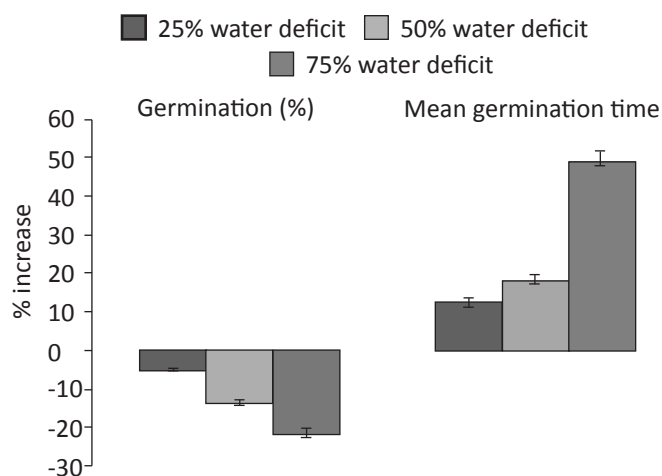 25% water deficit 50% water deficit
75% water deficit
Germination (%) Mean germination time
% increase
60
50
40
30
20
10
0
-10
-20
-30